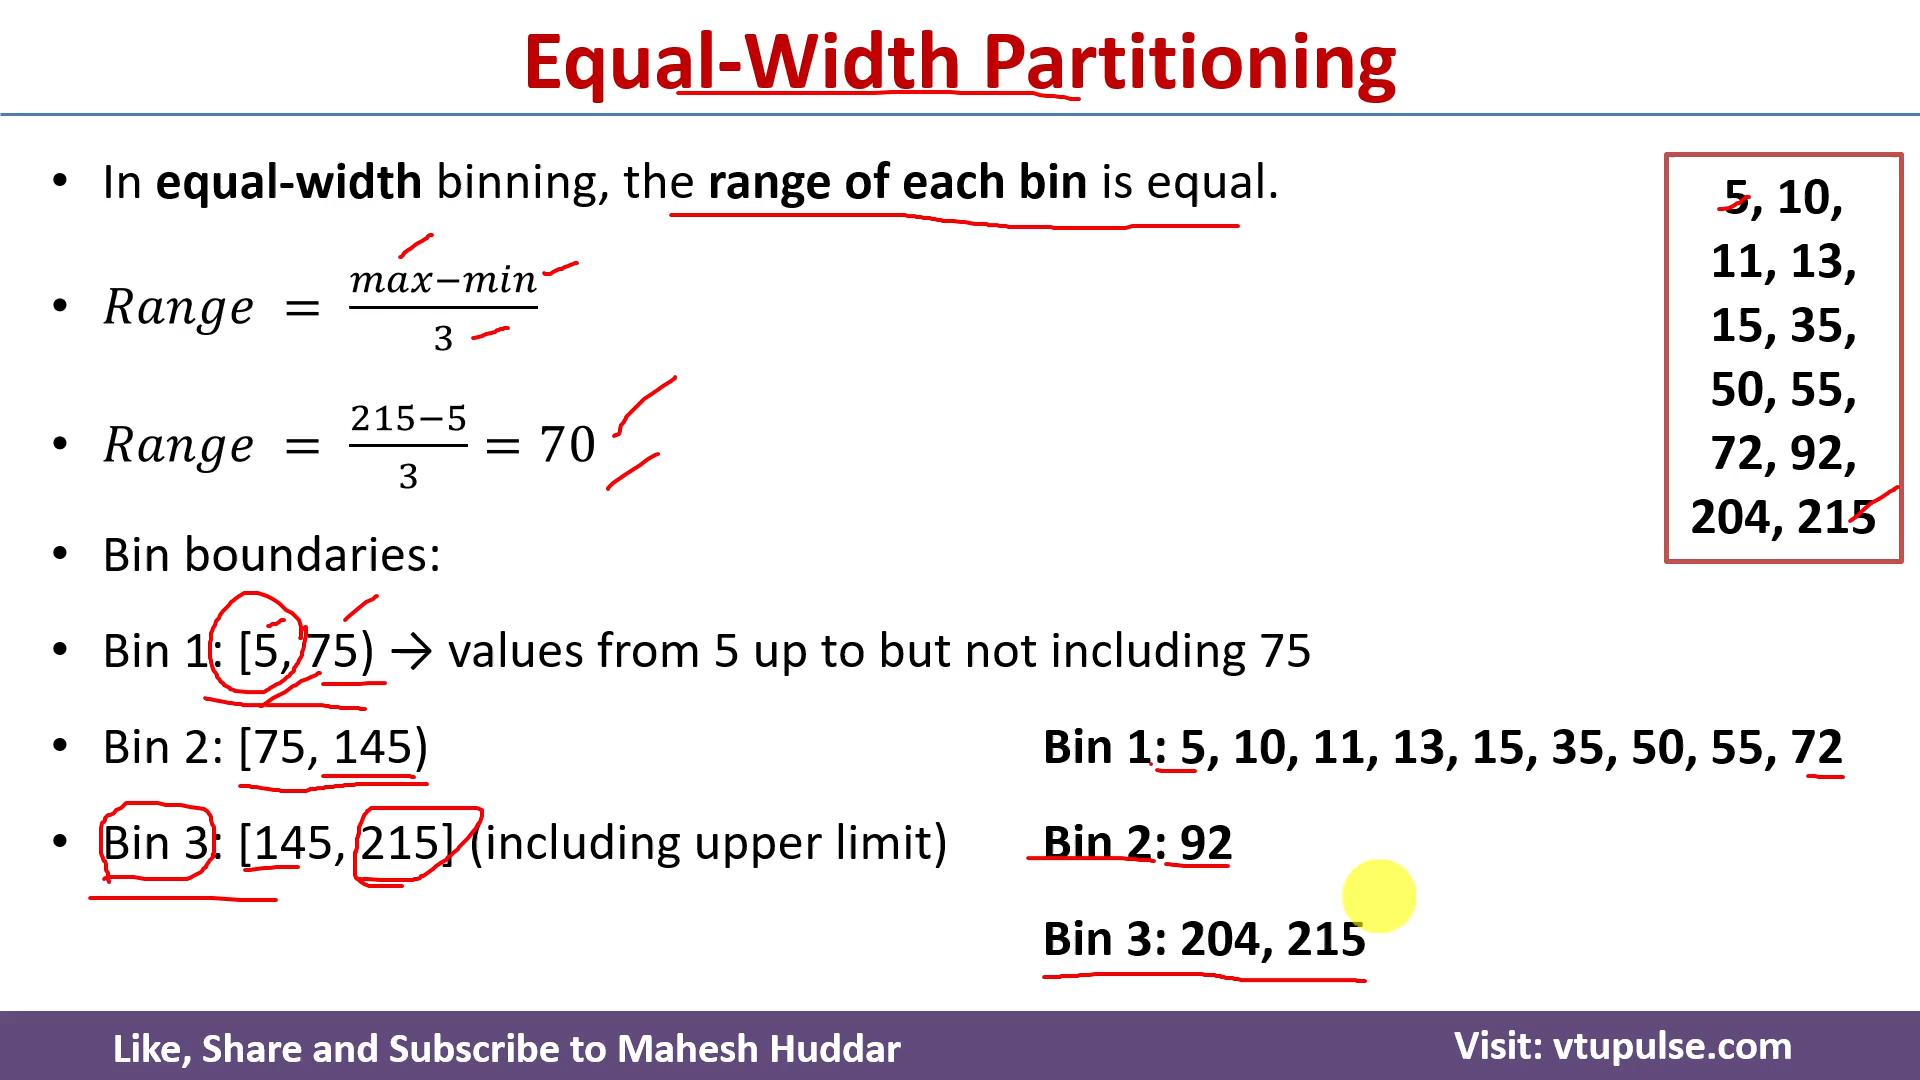 Equal-Width Partitioning
• In equal-width binning, the range of each bin is equal.
• Range = max−min / 3
• Range = 215−5 / 3 = 70
• Bin boundaries:
• Bin 1: [5, 75) → values from 5 up to but not including 75
• Bin 2: [75, 145)
• Bin 3: [145, 215] (including upper limit)
5, 10,
11, 13,
15, 35,
50, 55,
72, 92,
204, 215
Bin 1: 5, 10, 11, 13, 15, 35, 50, 55, 72
Bin 2: 92
Bin 3: 204, 215
Like, Share and Subscribe to Mahesh Huddar
Visit: vtupulse.com